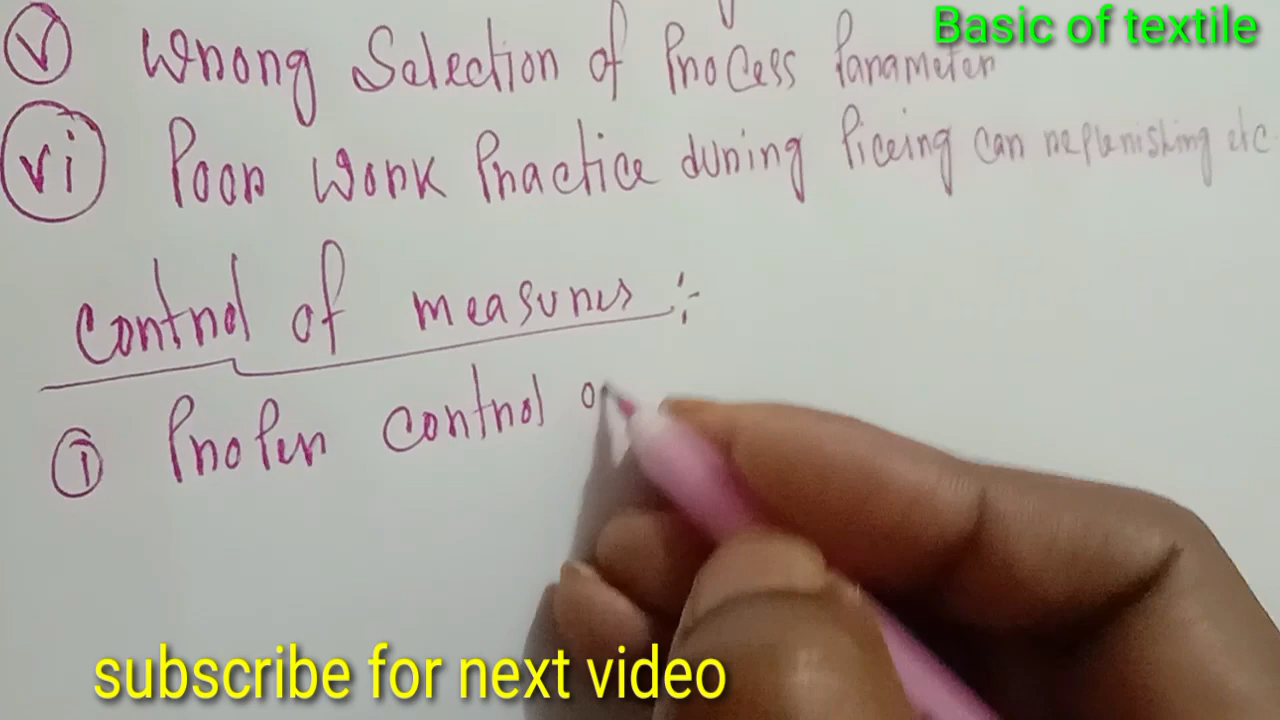 Basic of textile
(v) Wrong Selection of Process Parameter
(vi) Poor Work Practice during Piceing can replenishing etc
Control of measures :-
(i) Proper control o
subscribe for next video